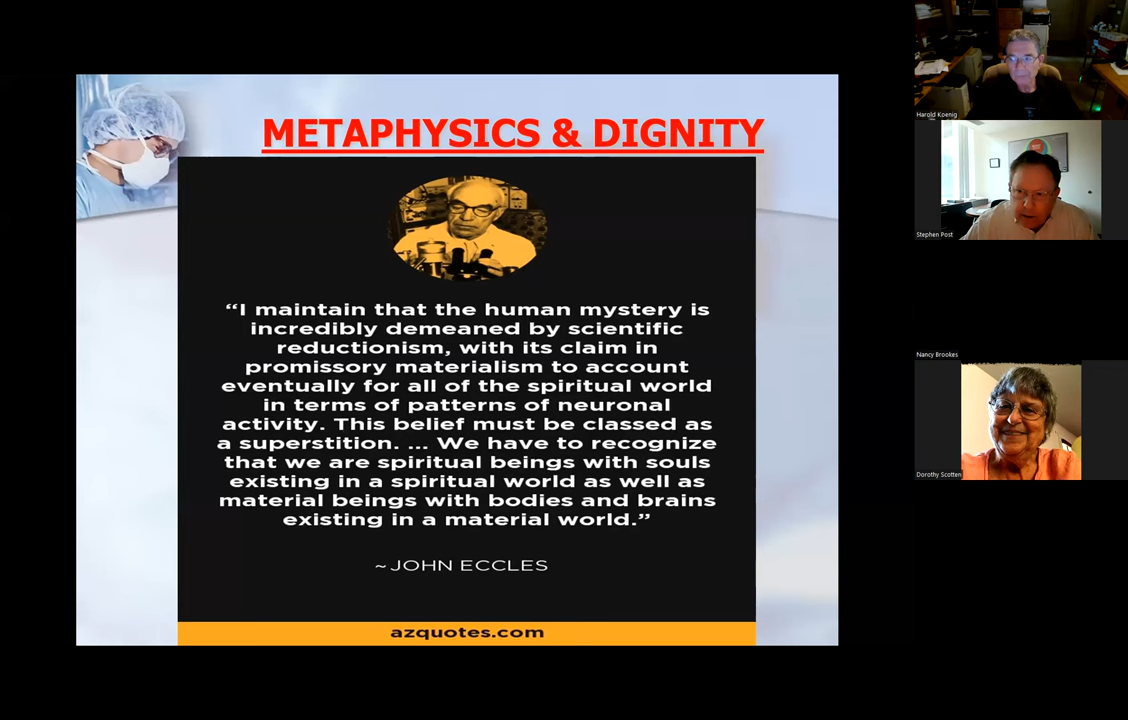 METAPHYSICS & DIGNITY
“I maintain that the human mystery is
incredibly demeaned by scientific
reductionism, with its claim in
promissory materialism to account
eventually for all of the spiritual world
in terms of patterns of neuronal
activity. This belief must be classed as
a superstition. ... We have to recognize
that we are spiritual beings with souls
existing in a spiritual world as well as
material beings with bodies and brains
existing in a material world.”
~JOHN ECCLES
azquotes.com
Harold Koenig
Stephen Post
Nancy Brookes
Dorothy Scotten